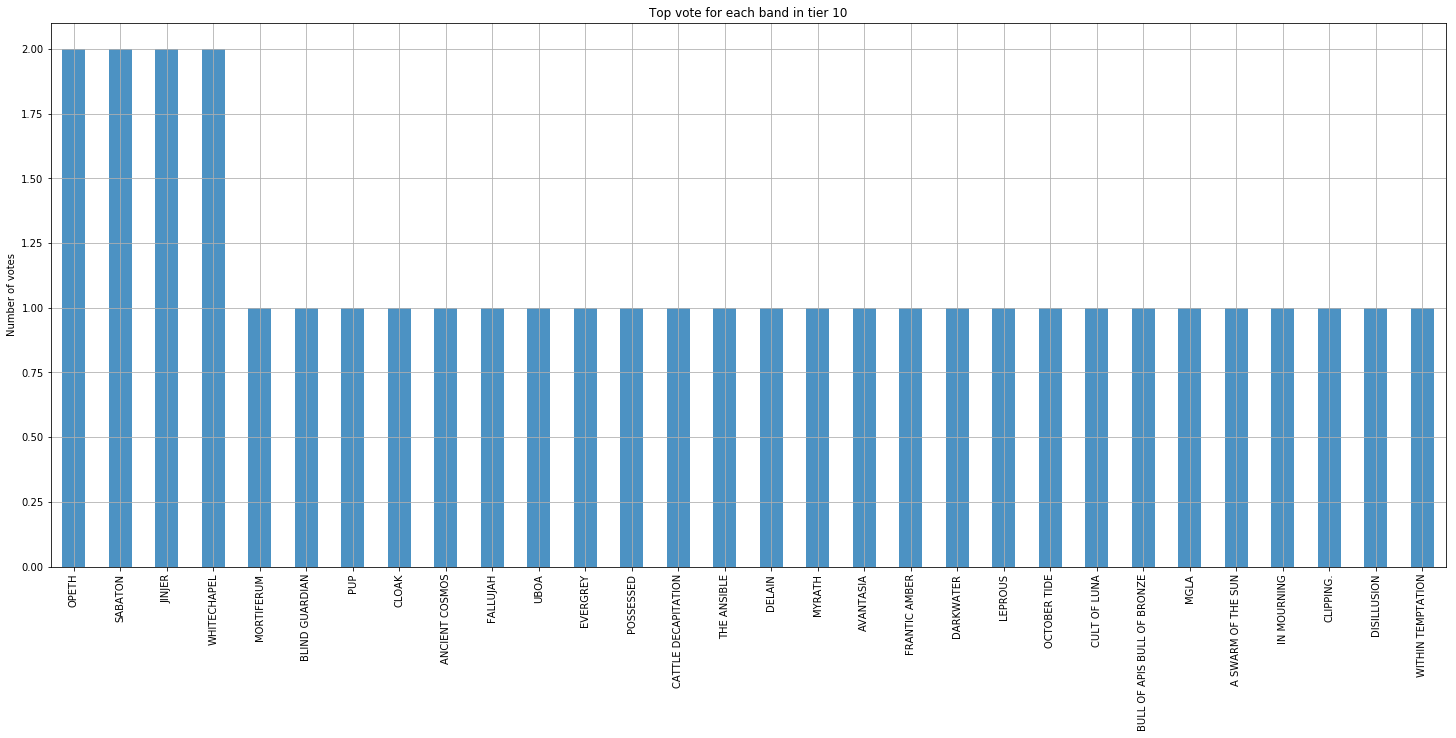 Top vote for each band in tier 10
Number of votes
2.00
1.75
1.50
1.25
1.00
0.75
0.50
0.25
0.00
OPETH
SABATON
JINJER
WHITECHAPEL
MORTIFERUM
BLIND GUARDIAN
PUP
CLOAK
ANCIENT COSMOS
FALLUJAH
UBOA
EVERGREY
POSSESSED
CATTLE DECAPITATION
THE ANSIBLE
DELAIN
MYRATH
AVANTASIA
FRANTIC AMBER
DARKWATER
LEPROUS
OCTOBER TIDE
CULT OF LUNA
BULL OF APIS BULL OF BRONZE
MGLA
A SWARM OF THE SUN
IN MOURNING
CLIPPING.
DISILLUSION
WITHIN TEMPTATION